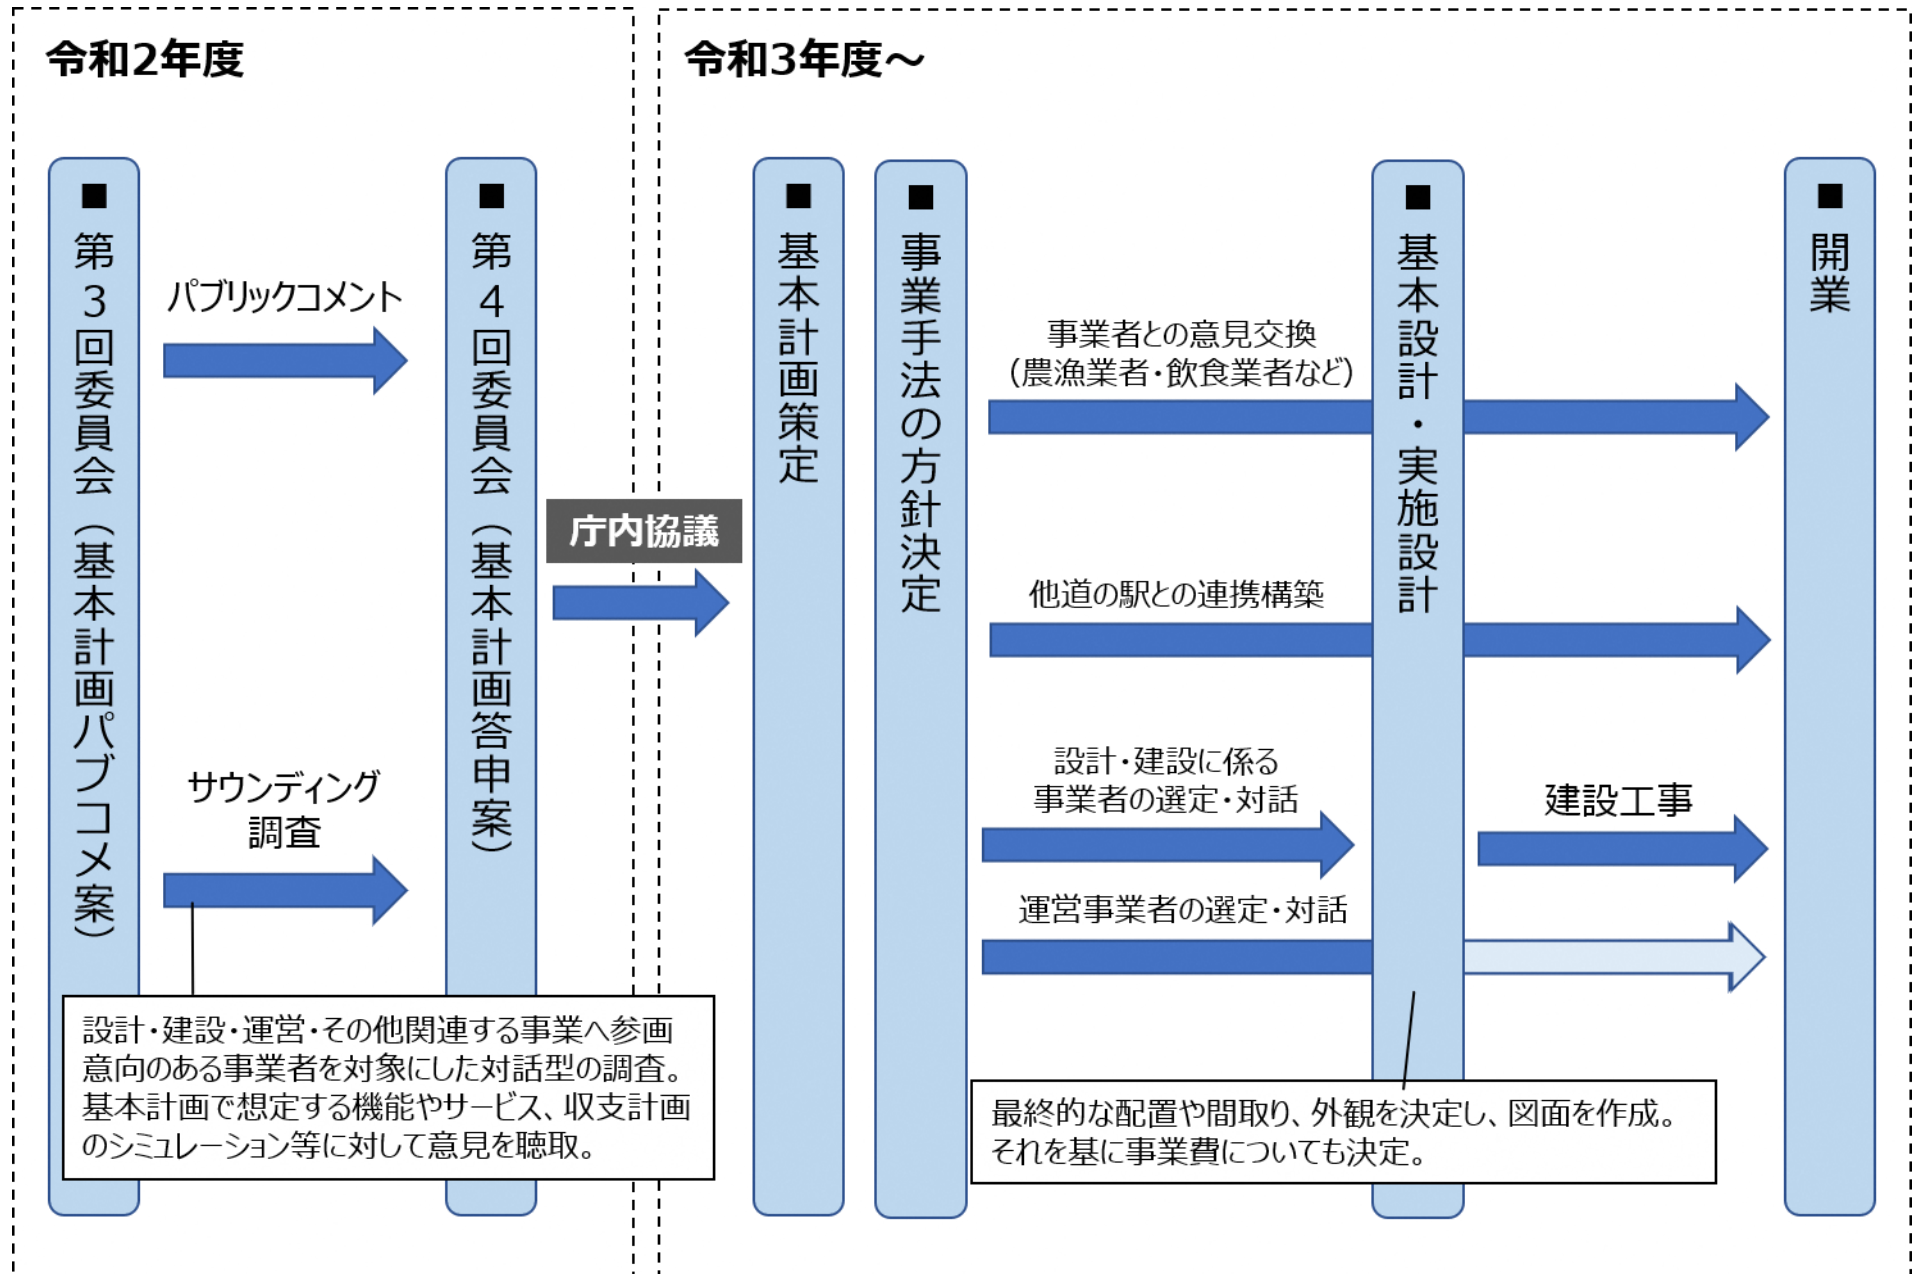 令和2年度
令和3年度～
■第３回委員会（基本計画パブコメ案）
パブリックコメント
サウンディング
調査
■第４回委員会（基本計画答申案）
庁内協議
■基本計画策定
■事業手法の方針決定
事業者との意見交換
（農漁業者・飲食業者など）
他道の駅との連携構築
設計・建設に係る
事業者の選定・対話
運営事業者の選定・対話
■基本設計・実施設計
建設工事
■開業
設計・建設・運営・その他関連する事業へ参画
意向のある事業者を対象にした対話型の調査。
基本計画で想定する機能やサービス、収支計画
のシミュレーション等に対して意見を聴取。
最終的な配置や間取り、外観を決定し、図面を作成。
それを基に事業費についても決定。